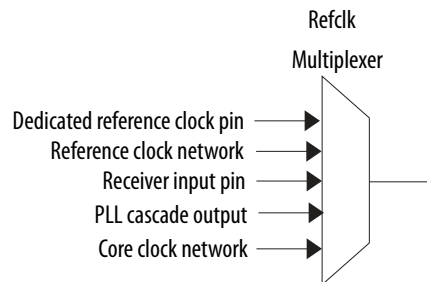 Refclk
Multiplexer
Dedicated reference clock pin
Reference clock network
Receiver input pin
PLL cascade output
Core clock network